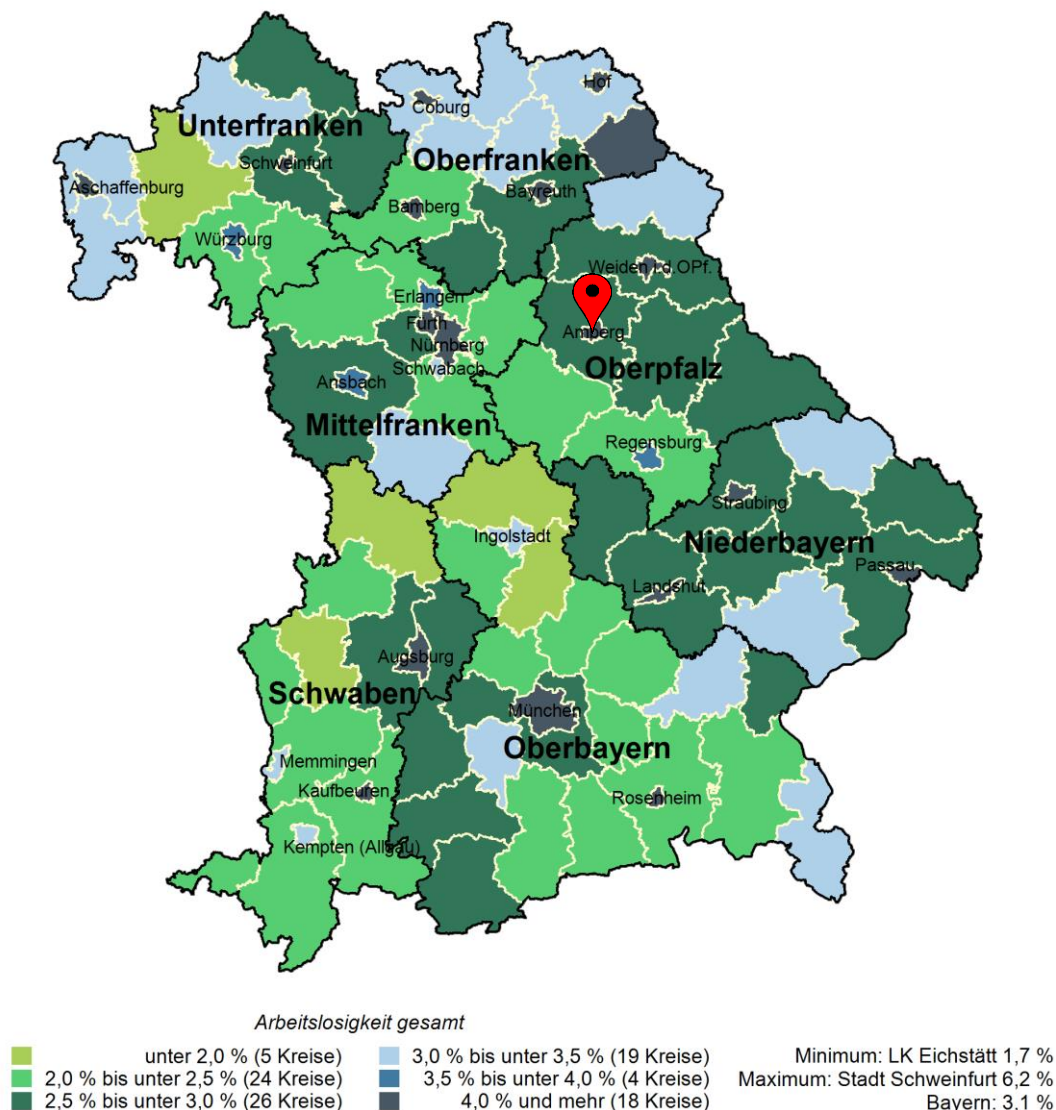 Hof
Coburg
Unterfranken
Oberfranken
Schweinfurt
Aschaffenburg
Bayreuth
Bamberg
Würzburg
Weiden i.d.OPf.
Erlangen
Fürth
Amberg
Nürnberg
Schwabach
Oberpfalz
Ansbach
Mittelfranken
Regensburg
Straubing
Ingolstadt
Niederbayern
Passau
Landshut
Augsburg
Schwaben
München
Oberbayern
Memmingen
Kaufbeuren
Rosenheim
Kempten (Allgäu)
Arbeitslosigkeit gesamt
unter 2,0 % (5 Kreise)
2,0 % bis unter 2,5 % (24 Kreise)
2,5 % bis unter 3,0 % (26 Kreise)
3,0 % bis unter 3,5 % (19 Kreise)
3,5 % bis unter 4,0 % (4 Kreise)
4,0 % und mehr (18 Kreise)
Minimum: LK Eichstätt 1,7 %
Maximum: Stadt Schweinfurt 6,2 %
Bayern: 3,1 %